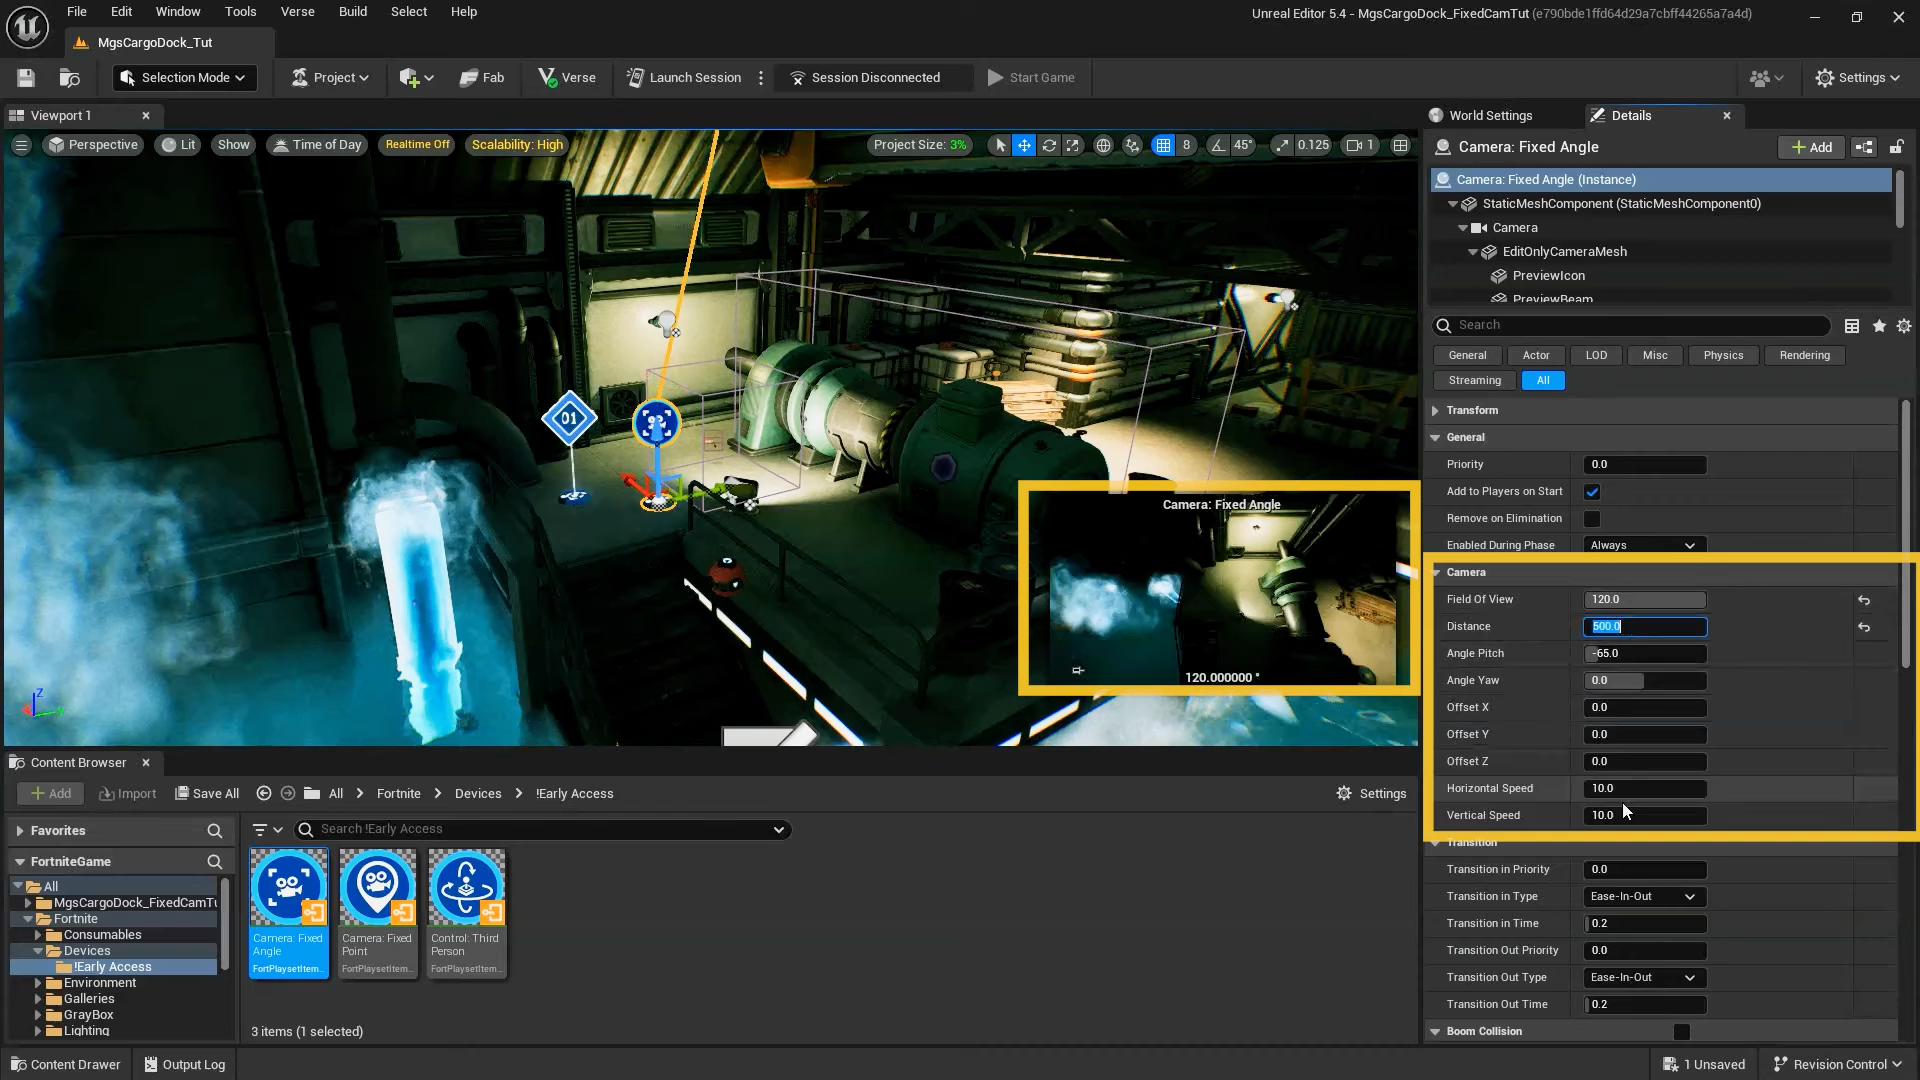 File Edit Window Tools Verse Build Select Help
Unreal Editor 5.4 - MgsCargoDock_FixedCamTut (e790bde1ffd64d29a7cbff44265a7a4d)
MgsCargoDock_Tut
Selection Mode Project Fab Verse Launch Session Session Disconnected Start Game Settings
Viewport 1
Perspective Lit Show Time of Day Realtime Off Scalability: High Project Size: 3% 8 45° 0.125 1
01
Camera: Fixed Angle
120.000000 °
Z
World Settings Details
Camera: Fixed Angle Add
Camera: Fixed Angle (Instance)
StaticMeshComponent (StaticMeshComponent0)
Camera
EditOnlyCameraMesh
PreviewIcon
PreviewBeam
Search
General Actor LOD Misc Physics Rendering
Streaming All
Transform
General
Priority 0.0
Add to Players on Start
Remove on Elimination
Enabled During Phase Always
Camera
Field Of View 120.0
Distance 500.0
Angle Pitch -65.0
Angle Yaw 0.0
Offset X 0.0
Offset Y 0.0
Offset Z 0.0
Horizontal Speed 10.0
Vertical Speed 10.0
Transition
Transition in Priority 0.0
Transition in Type Ease-In-Out
Transition in Time 0.2
Transition Out Priority 0.0
Transition Out Type Ease-In-Out
Transition Out Time 0.2
Boom Collision
Content Browser
Add Import Save All All Fortnite Devices !Early Access Settings
Favorites
Search !Early Access
FortniteGame
All
MgsCargoDock_FixedCamTu
Fortnite
Consumables
Devices
!Early Access
Environment
Galleries
GrayBox
Lighting
Camera: Fixed Angle
FortPlaysetItem...
Camera: Fixed Point
FortPlaysetItem...
Control: Third Person
FortPlaysetItem...
3 items (1 selected)
Content Drawer Output Log 1 Unsaved Revision Control